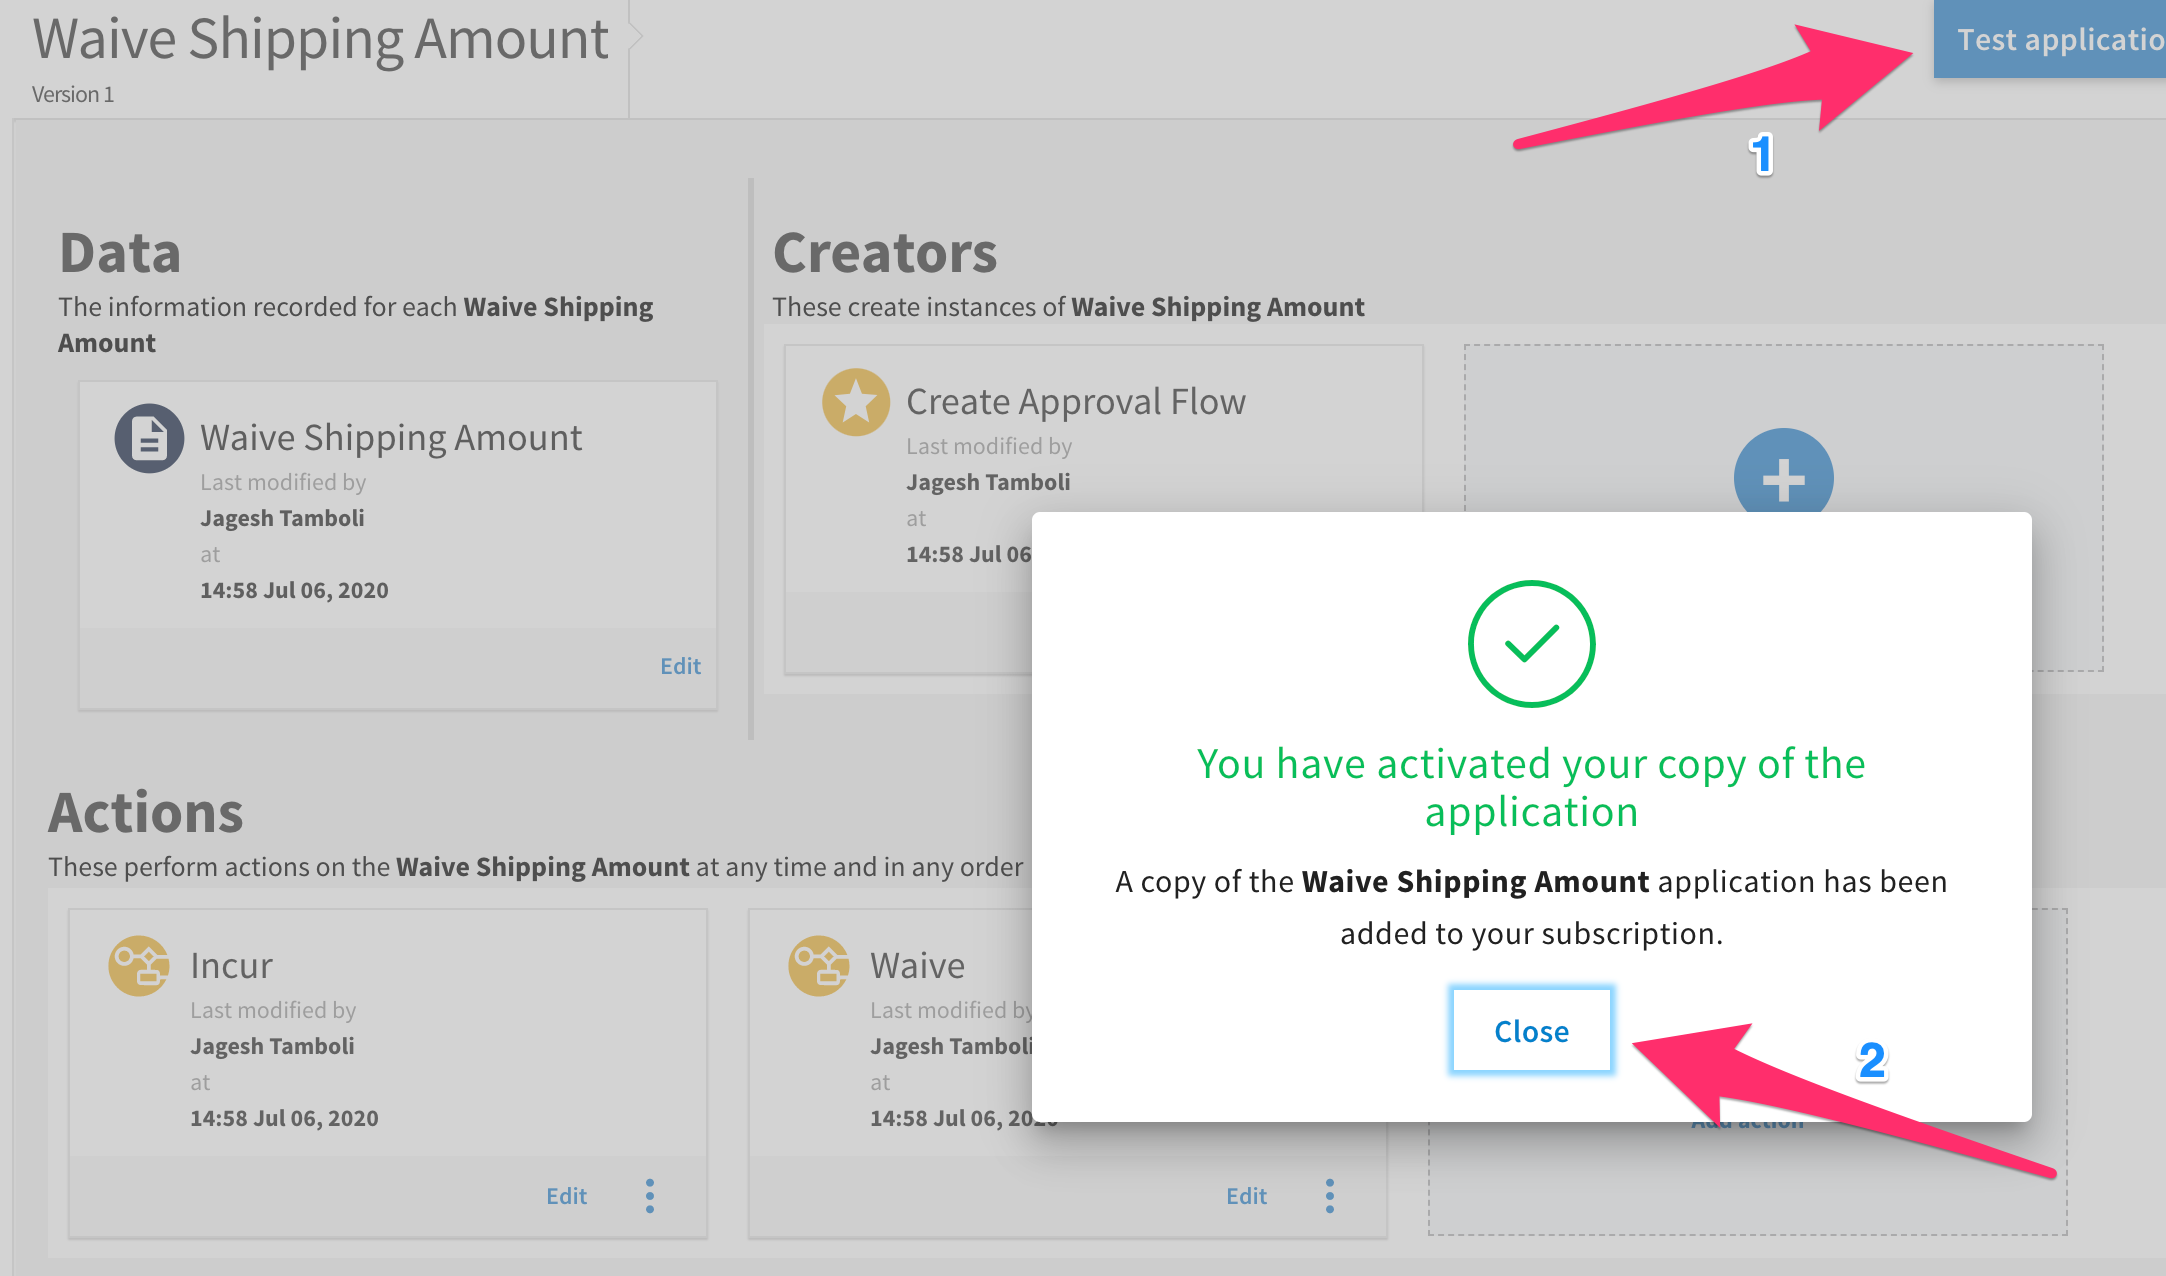 Waive Shipping Amount
Version 1
Test applicatio
1
Data
The information recorded for each Waive Shipping
Amount
Waive Shipping Amount
Last modified by
Jagesh Tamboli
at
14:58 Jul 06, 2020
Edit
Creators
These create instances of Waive Shipping Amount
Create Approval Flow
Last modified by
Jagesh Tamboli
at
14:58 Jul 06
Actions
These perform actions on the Waive Shipping Amount at any time and in any order
Incur
Last modified by
Jagesh Tamboli
at
14:58 Jul 06, 2020
Edit
Waive
Last modified by
Jagesh Tamboli
at
14:58 Jul 06, 2020
Edit
Add action
You have activated your copy of the
application
A copy of the Waive Shipping Amount application has been
added to your subscription.
Close
2